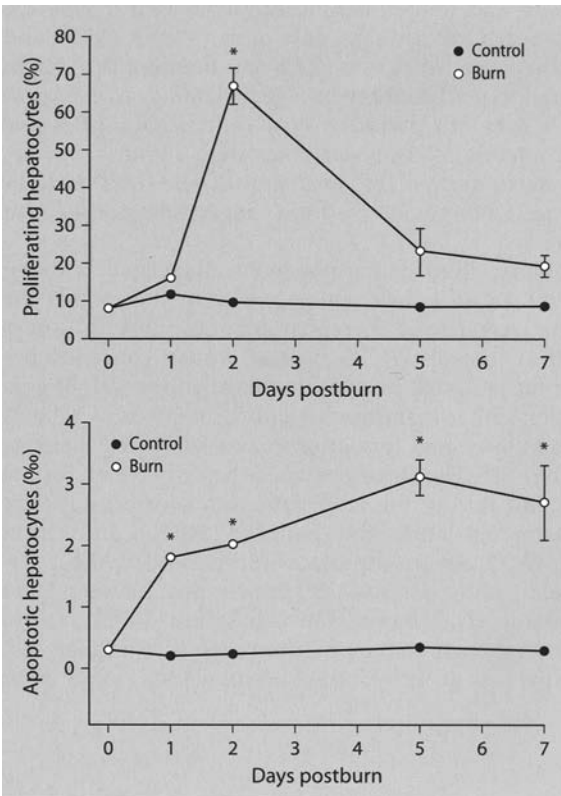 80
70
60
50
40
30
20
10
0
Proliferating hepatocytes (%)
*
Control
Burn
0 1 2 3 4 5 6 7
Days postburn
4
3
2
1
0
Apoptotic hepatocytes (‰)
Control
Burn
* * * *
0 1 2 3 4 5 6 7
Days postburn